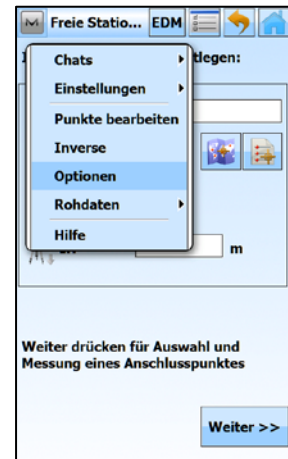 Freie Statio... EDM
tlegen:
Chats
Einstellungen
Punkte bearbeiten
Inverse
Optionen
Rohdaten
Hilfe
m
Weiter drücken für Auswahl und
Messung eines Anschlusspunktes
Weiter >>